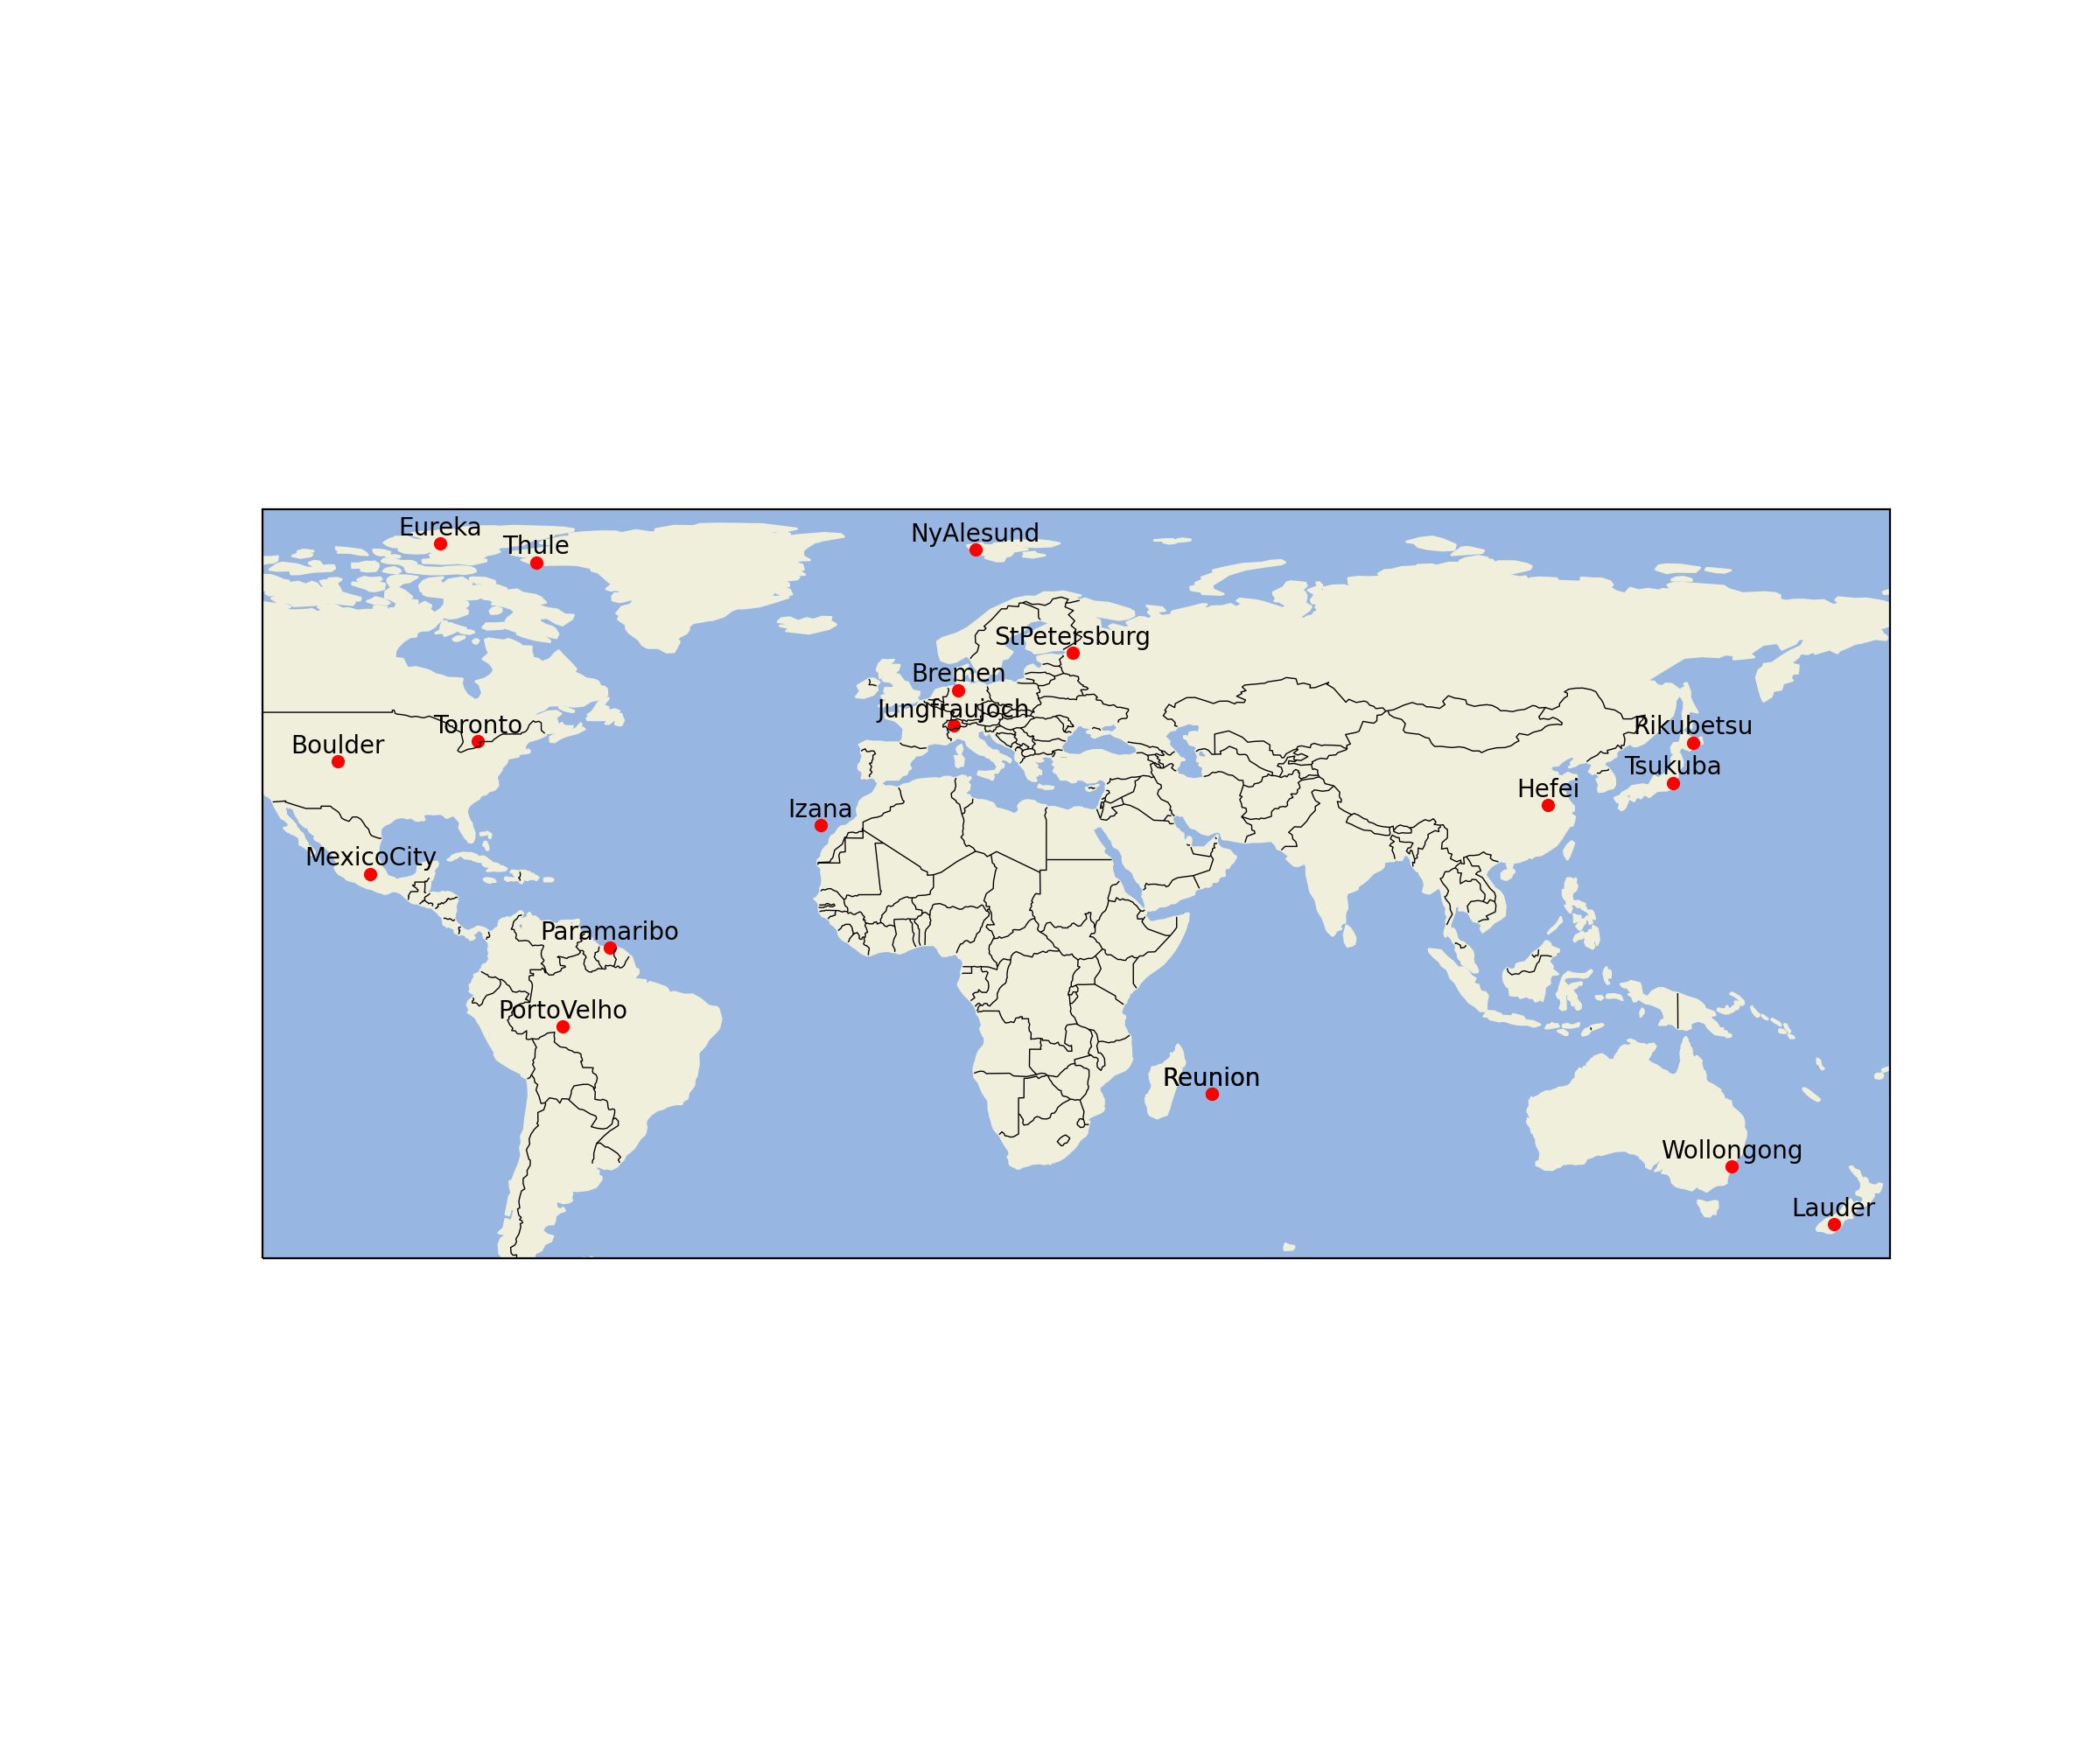 Eureka
NyAlesund
Thule
StPetersburg
Bremen
Jungfraujoch
Toronto
Rikubetsu
Boulder
Tsukuba
Hefei
Izana
MexicoCity
Paramaribo
PortoVelho
Reunion
Wollongong
Lauder